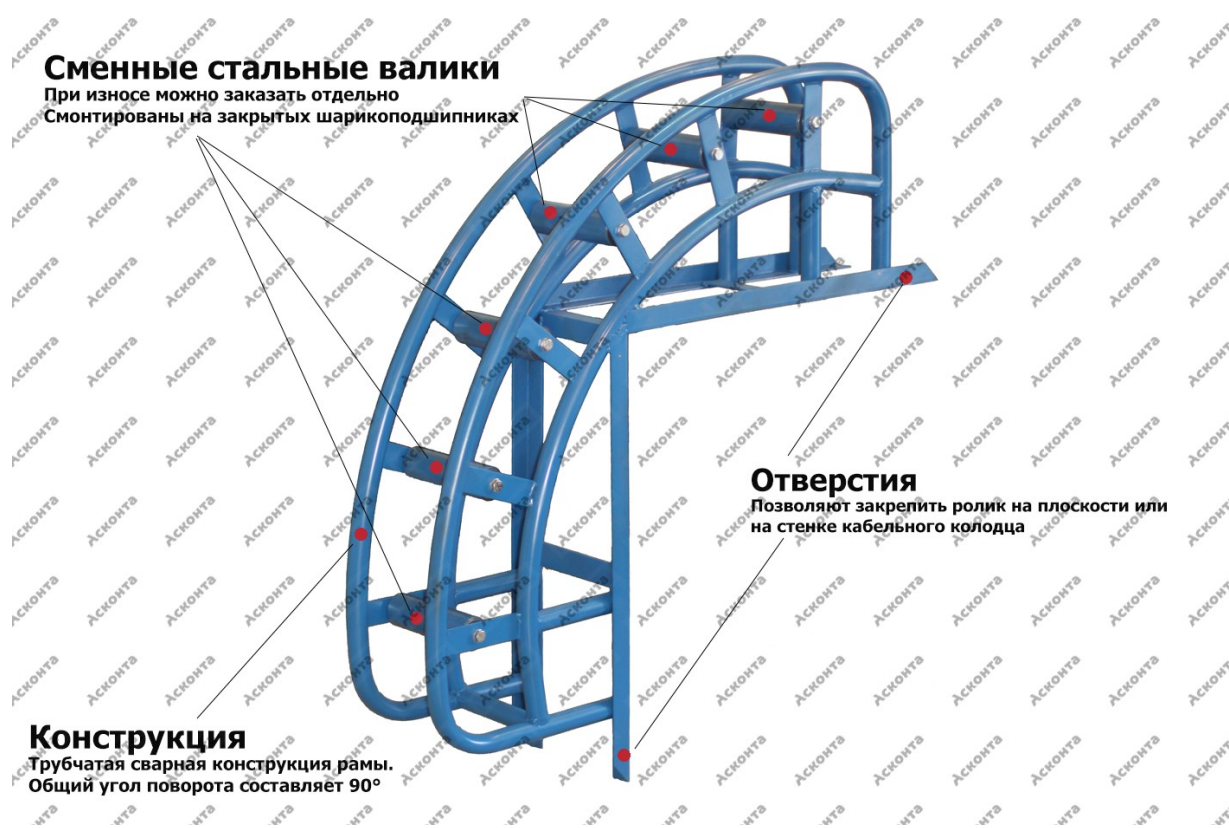 Сменные стальные валики
При износе можно заказать отдельно
Смонтированы на закрытых шарикоподшипниках
Отверстия
Позволяют закрепить ролик на плоскости или
на стенке кабельного колодца
Конструкция
Трубчатая сварная конструкция рамы.
Общий угол поворота составляет 90°
Асконта